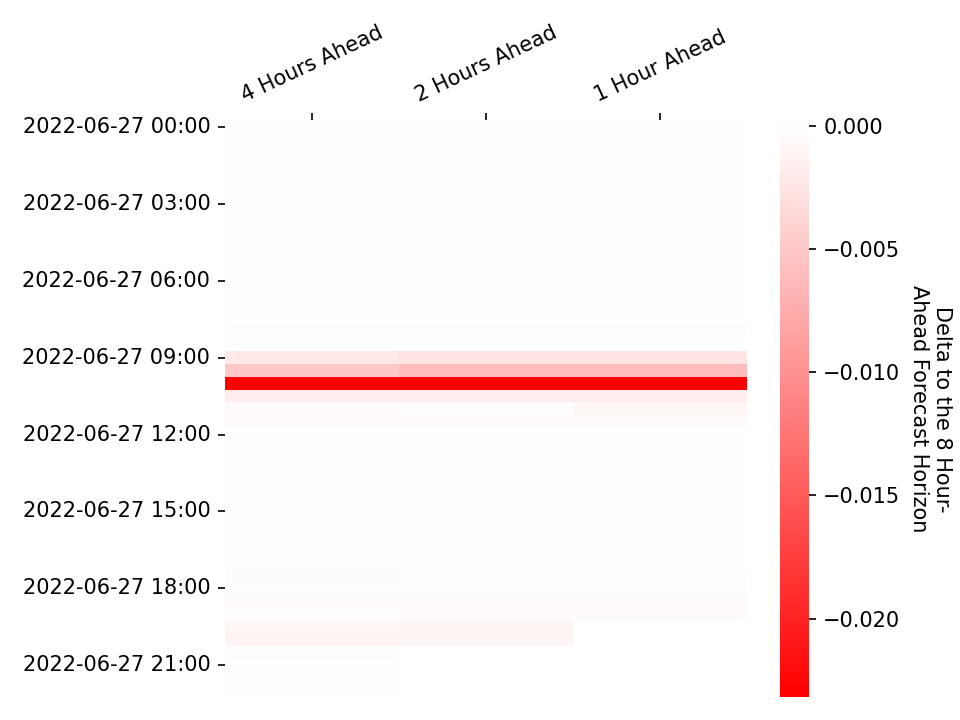 4 Hours Ahead
2 Hours Ahead
1 Hour Ahead
2022-06-27 00:00
2022-06-27 03:00
2022-06-27 06:00
2022-06-27 09:00
2022-06-27 12:00
2022-06-27 15:00
2022-06-27 18:00
2022-06-27 21:00
0.000
−0.005
−0.010
−0.015
−0.020
Delta to the 8 Hour-
Ahead Forecast Horizon